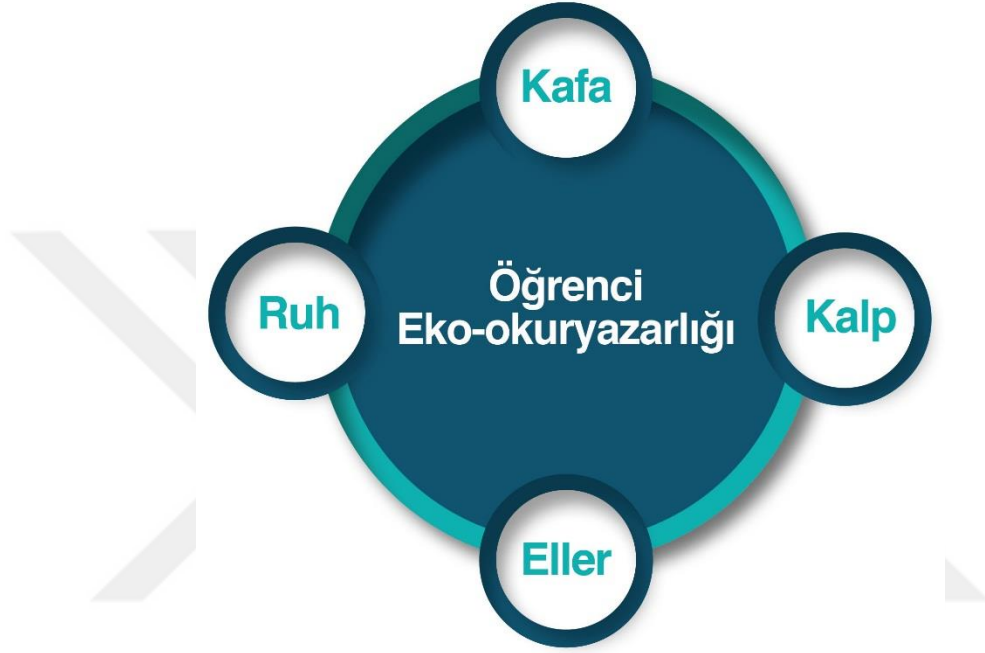 Kafa
Ruh
Öğrenci
Eko-okuryazarlığı
Kalp
Eller